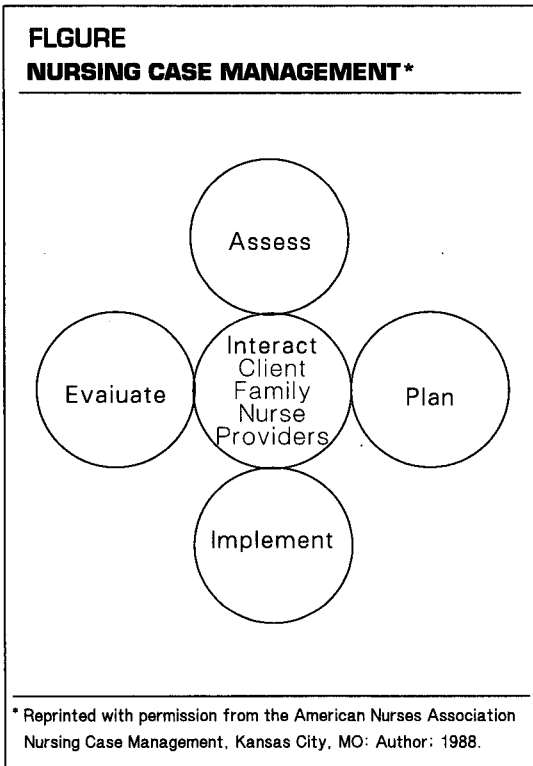 FLGURE
NURSING CASE MANAGEMENT*
Assess
Evaiuate
Interact
Client
Family
Nurse
Providers
Plan
Implement
* Reprinted with permission from the American Nurses Association
Nursing Case Management, Kansas City, MO: Author; 1988.